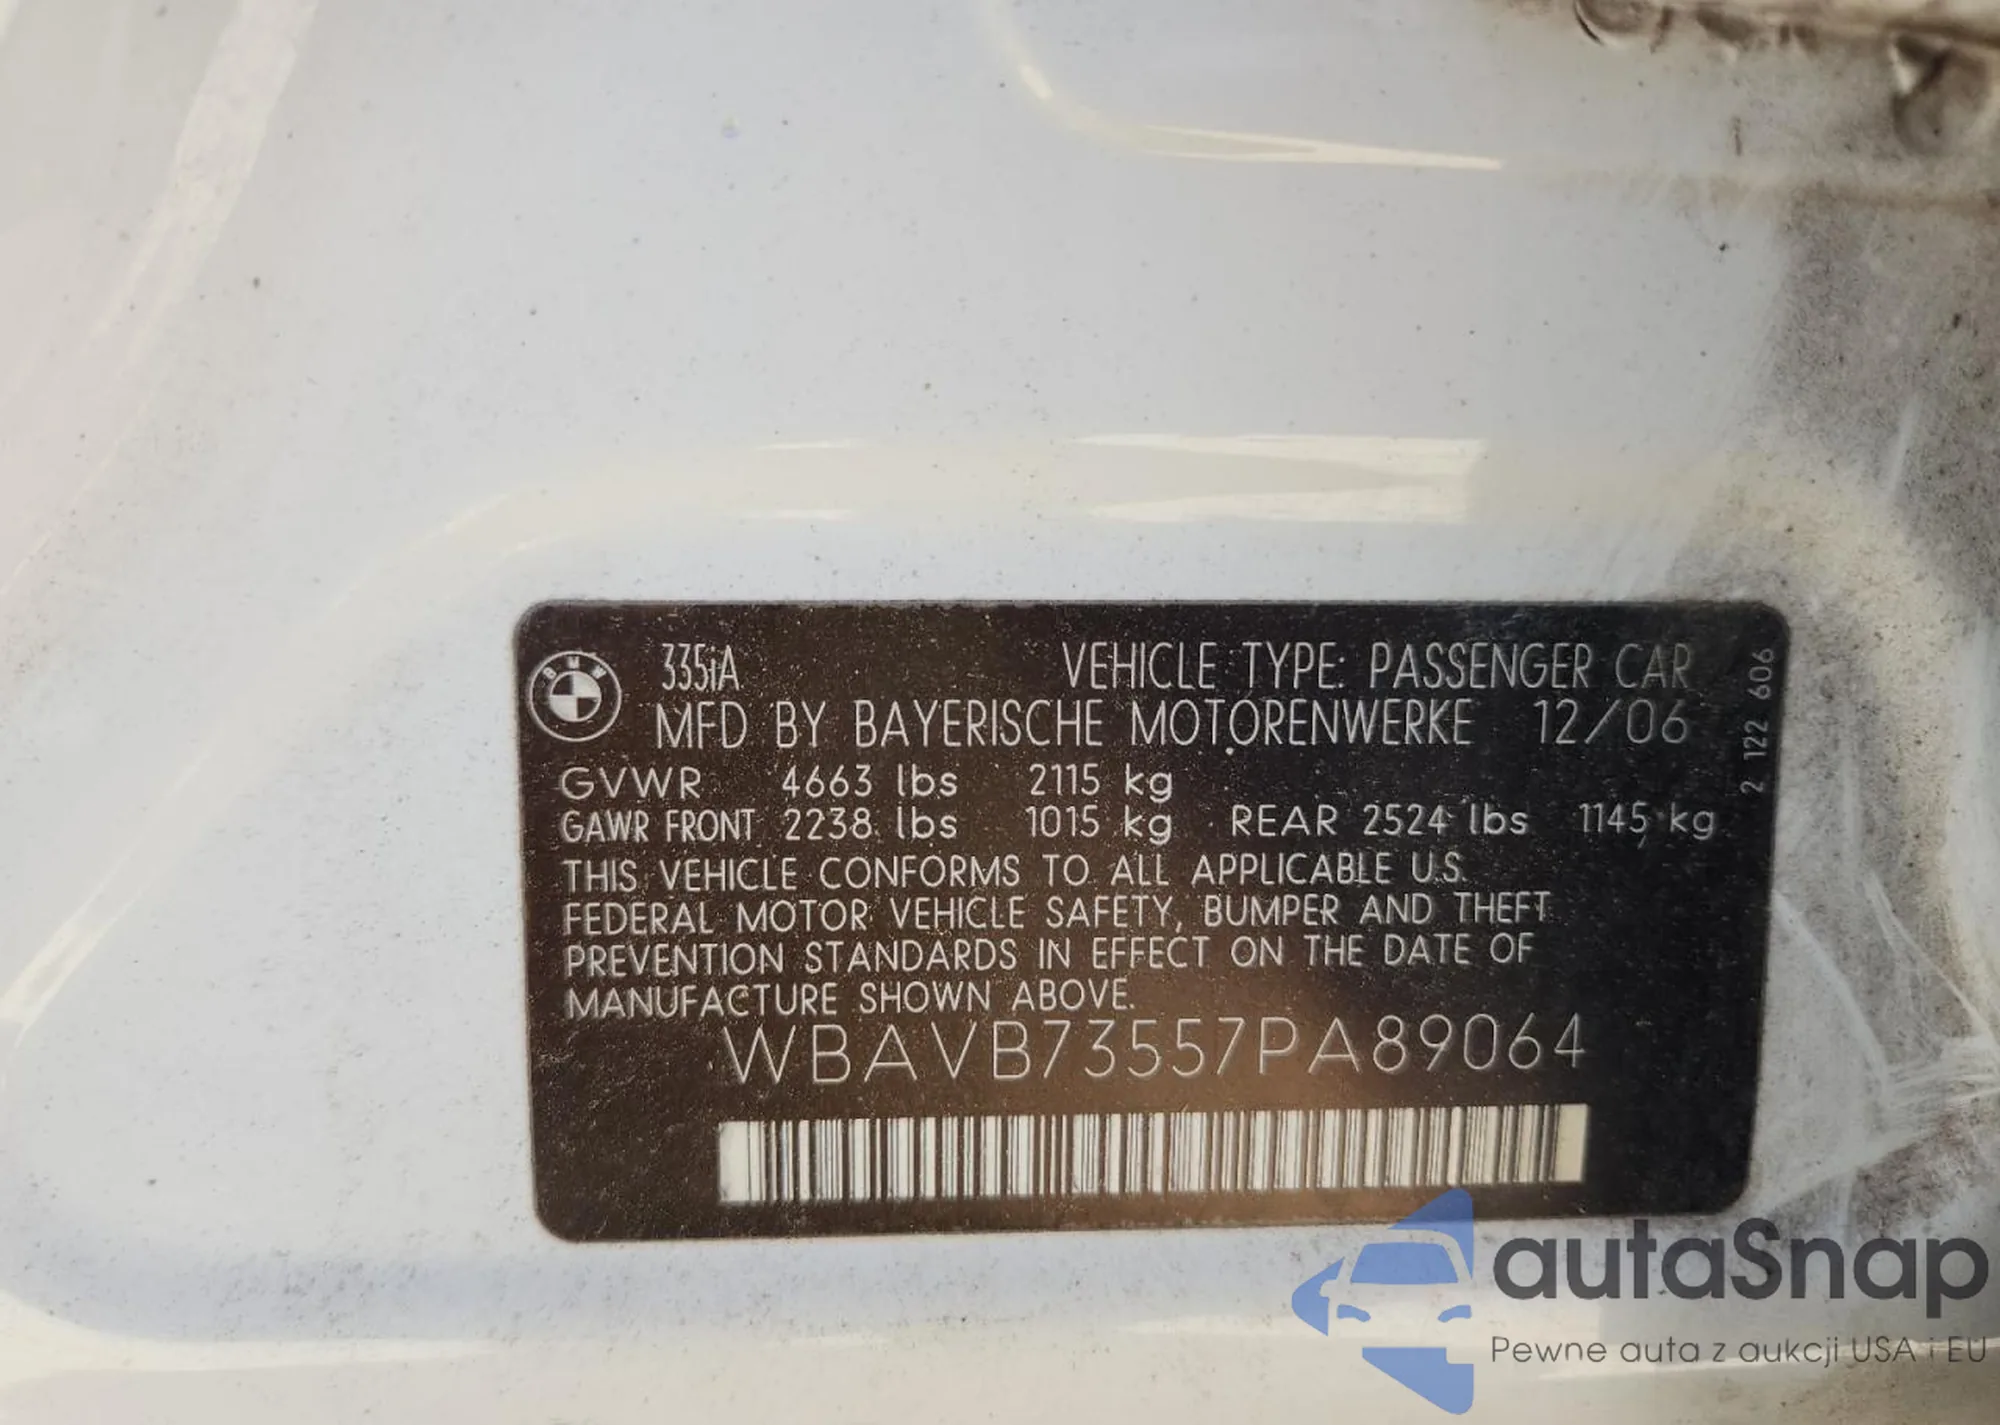 BMW
335iA VEHICLE TYPE: PASSENGER CAR
MFD BY BAYERISCHE MOTORENWERKE 12/06
GVWR 4663 lbs 2115 kg
GAWR FRONT 2238 lbs 1015 kg REAR 2524 lbs 1145 kg
THIS VEHICLE CONFORMS TO ALL APPLICABLE U.S.
FEDERAL MOTOR VEHICLE SAFETY, BUMPER AND THEFT
PREVENTION STANDARDS IN EFFECT ON THE DATE OF
MANUFACTURE SHOWN ABOVE.
WBAVB73557PA89064
2 122 606
autaSnap
Pewne auta z aukcji USA i EU